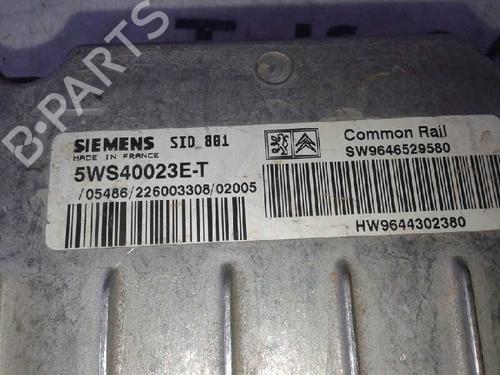 SIEMENS SID 801
MADE IN FRANCE
5WS40023E-T
/05486/226003308/02005
Common Rail
SW9646529580
HW9644302380
B-PARTS